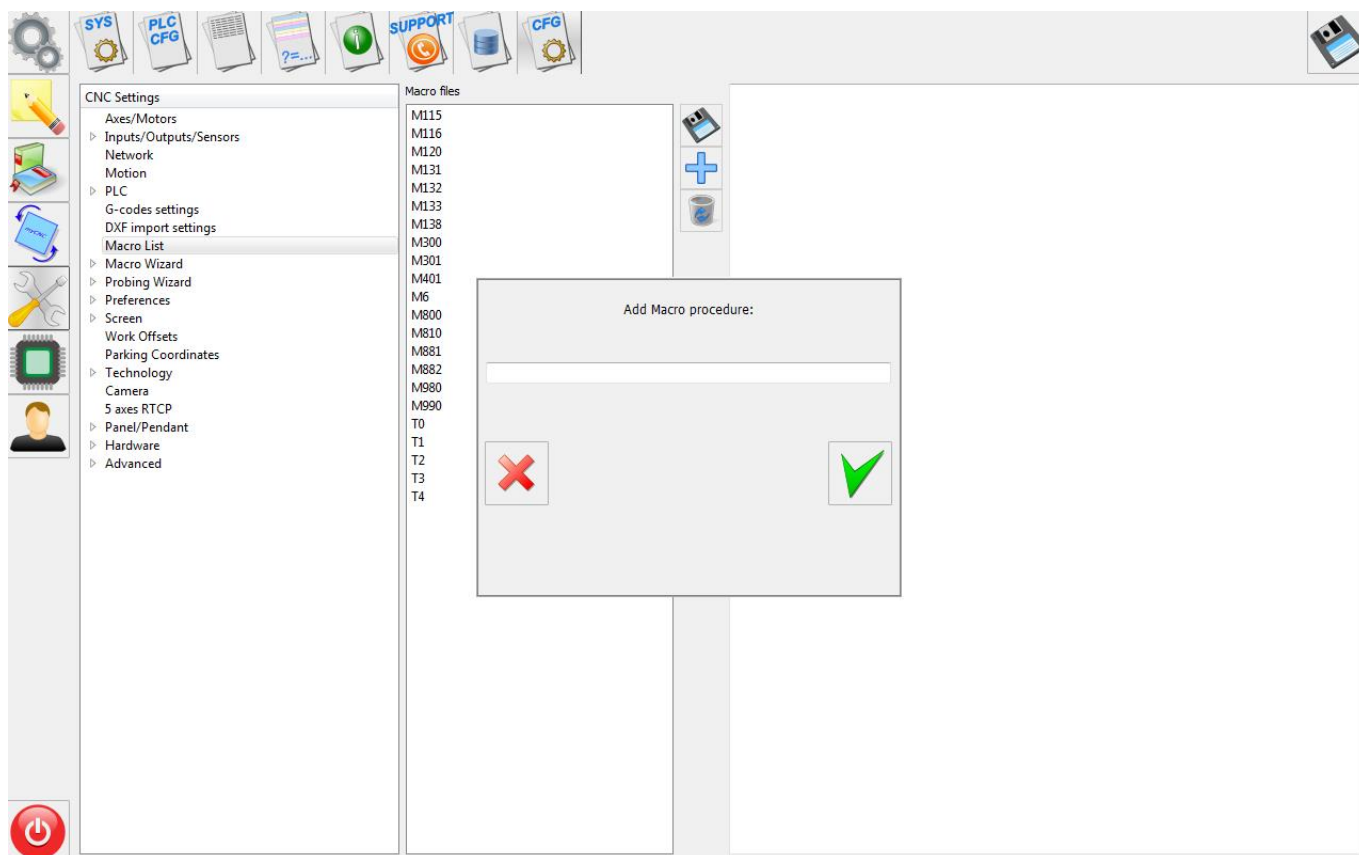 SYS
PLC
CFG
?=...
i
SUPPORT
CFG
myCNC
CNC Settings
Axes/Motors
Inputs/Outputs/Sensors
Network
Motion
PLC
G-codes settings
DXF import settings
Macro List
Macro Wizard
Probing Wizard
Preferences
Screen
Work Offsets
Parking Coordinates
Technology
Camera
5 axes RTCP
Panel/Pendant
Hardware
Advanced
Macro files
M115
M116
M120
M131
M132
M133
M138
M300
M301
M401
M6
M800
M810
M881
M882
M980
M990
T0
T1
T2
T3
T4
Add Macro procedure: